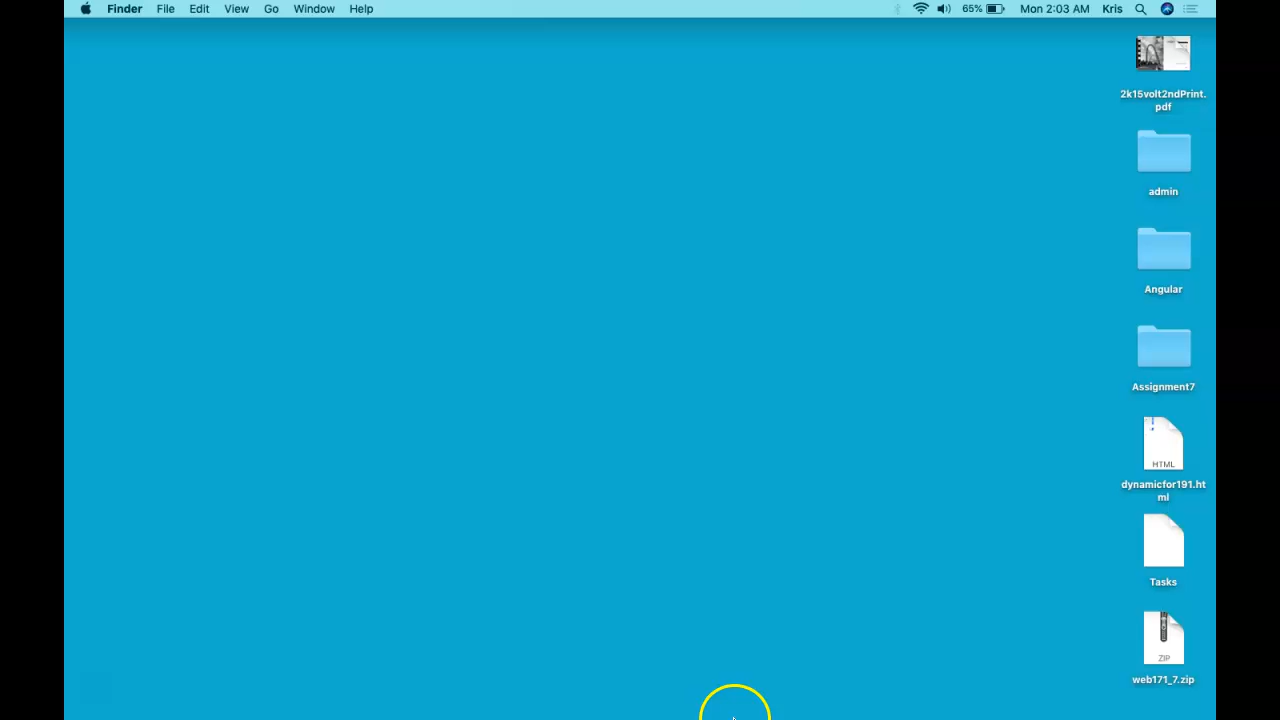 Finder File Edit View Go Window Help 65% Mon 2:03 AM Kris
2k15volt2ndPrint.
pdf
admin
Angular
Assignment7
HTML
dynamicfor191.ht
ml
Tasks
ZIP
web171_7.zip